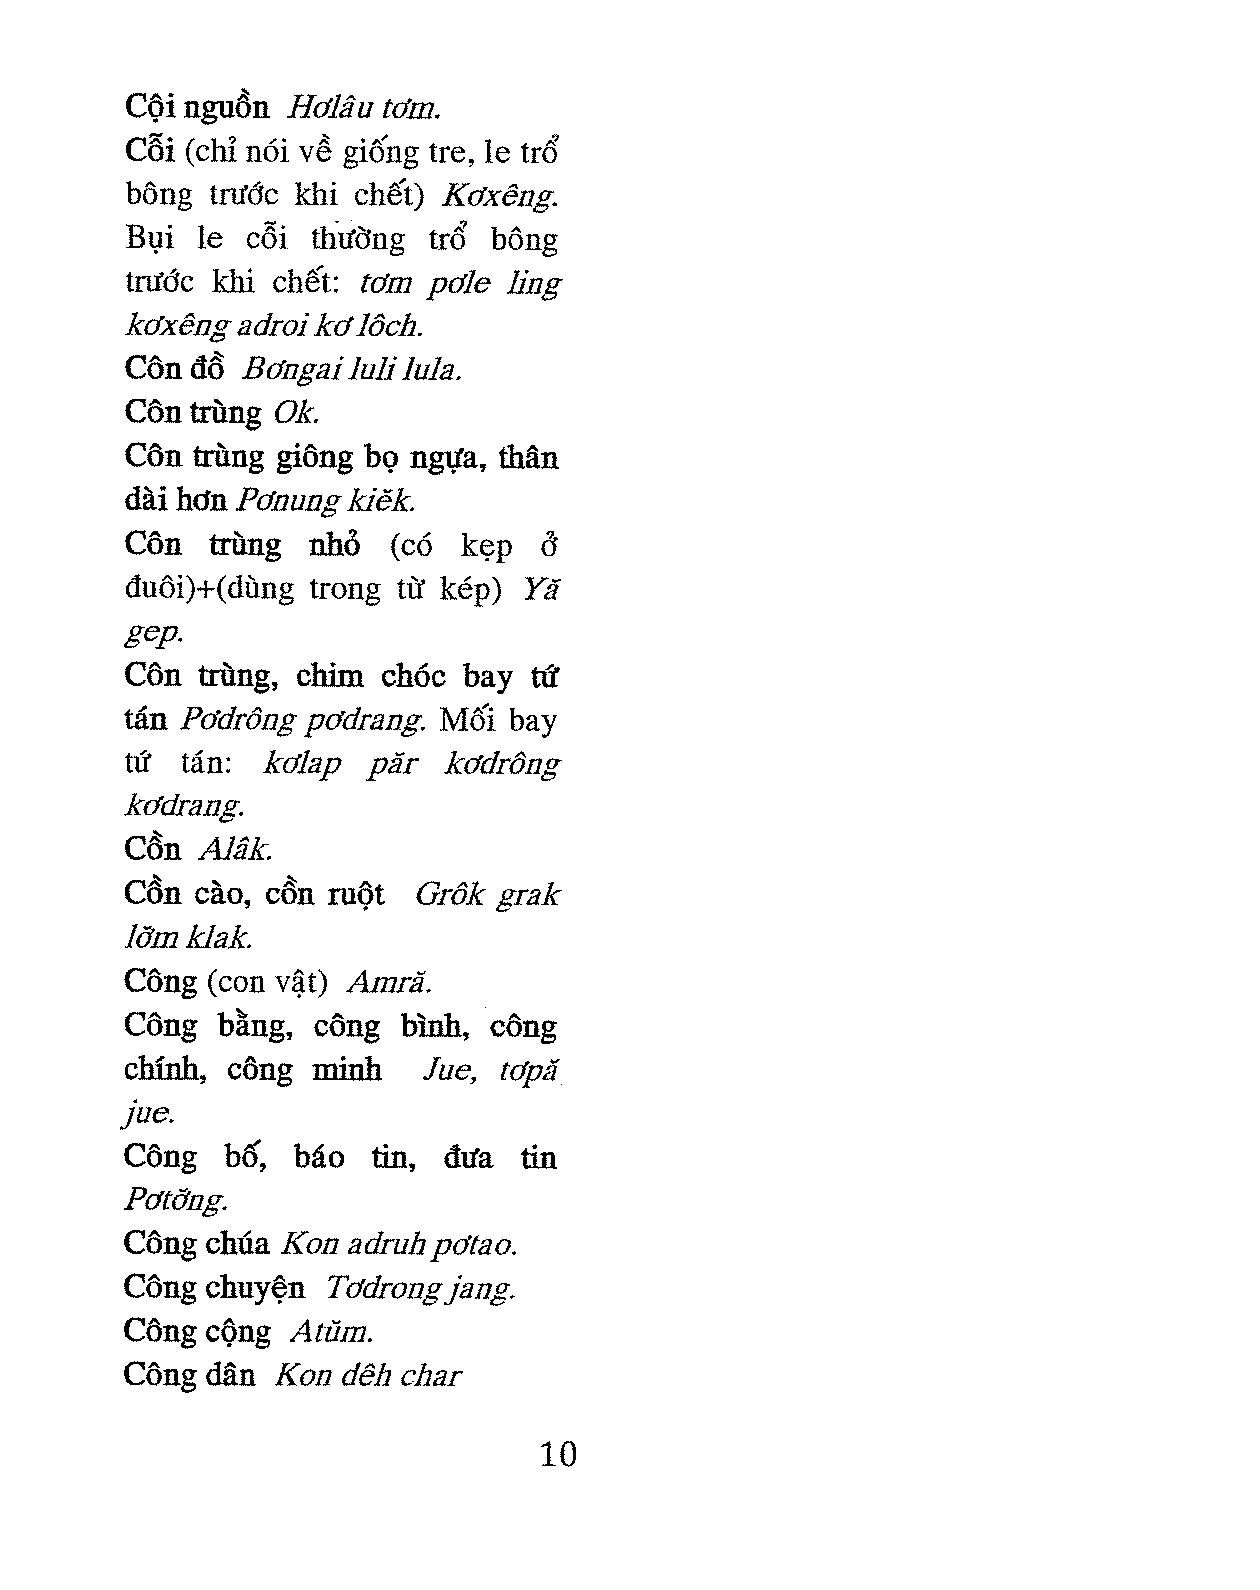 Cội nguồn Hơlâu tơm.
Cỗi (chỉ nói về giống tre, le trổ
bông trước khi chết) Kơxêng.
Bụi le cỗi thường trổ bông
trước khi chết: tơm pơle ling
kơxêng adroi kơ lôch.
Côn đồ Bơngai luli lula.
Côn trùng Ok.
Côn trùng giông bọ ngựa, thân
dài hơn Pơnung kiĕk.
Côn trùng nhỏ (có kẹp ở
đuôi)+(dùng trong từ kép) Yă
gep.
Côn trùng, chim chóc bay tứ
tán Pơdrông pơdrang. Mối bay
tứ tán: kơlap păr kơdrông
kơdrang.
Cồn Alâk.
Cồn cào, cồn ruột Grôk grak
lơ̆m klak.
Công (con vật) Amră.
Công bằng, công bình, công
chính, công minh Jue, tơpă
jue.
Công bố, báo tin, đưa tin
Pơtơ̆ng.
Công chúa Kon adruh pơtao.
Công chuyện Tơdrong jang.
Công cộng Atŭm.
Công dân Kon dêh char
10